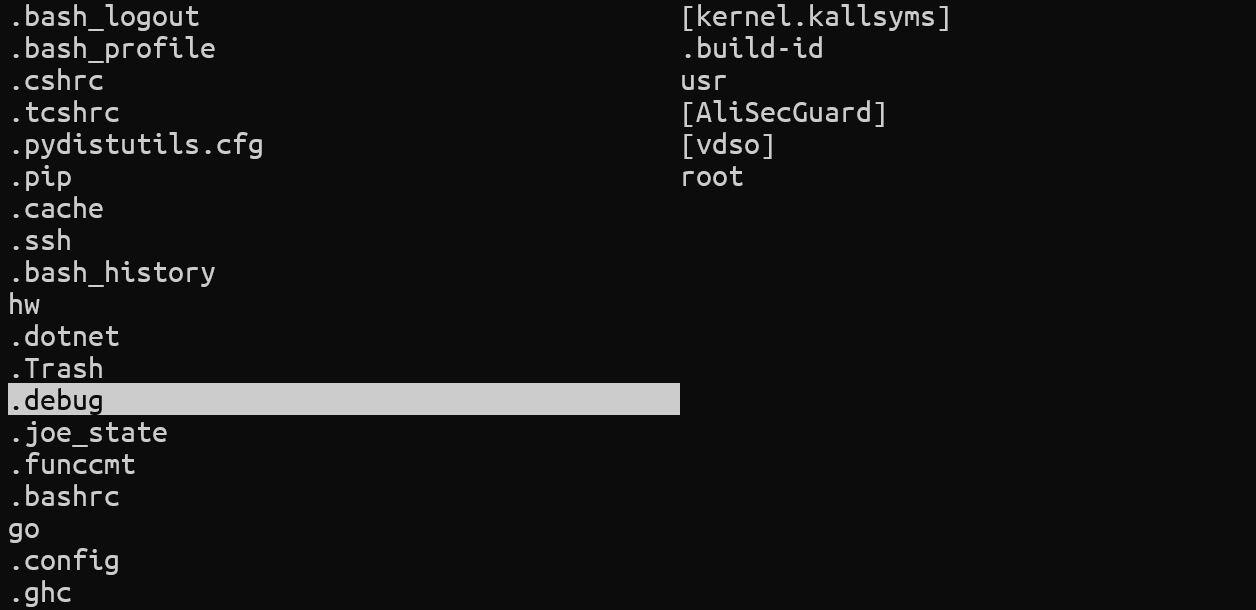 .bash_logout
.bash_profile
.cshrc
.tcshrc
.pydistutils.cfg
.pip
.cache
.ssh
.bash_history
hw
.dotnet
.Trash
.debug
.joe_state
.funccmt
.bashrc
go
.config
.ghc
[kernel.kallsyms]
.build-id
usr
[AliSecGuard]
[vdso]
root